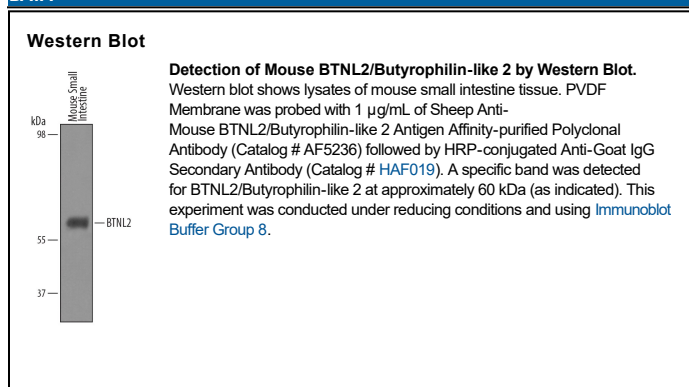 Western Blot
Detection of Mouse BTNL2/Butyrophilin-like 2 by Western Blot.
Western blot shows lysates of mouse small intestine tissue. PVDF
Membrane was probed with 1 µg/mL of Sheep Anti-
Mouse BTNL2/Butyrophilin-like 2 Antigen Affinity-purified Polyclonal
Antibody (Catalog # AF5236) followed by HRP-conjugated Anti-Goat IgG
Secondary Antibody (Catalog # HAF019). A specific band was detected
for BTNL2/Butyrophilin-like 2 at approximately 60 kDa (as indicated). This
experiment was conducted under reducing conditions and using Immunoblot
Buffer Group 8.
Mouse Small
Intestine
kDa
98
BTNL2
55
37